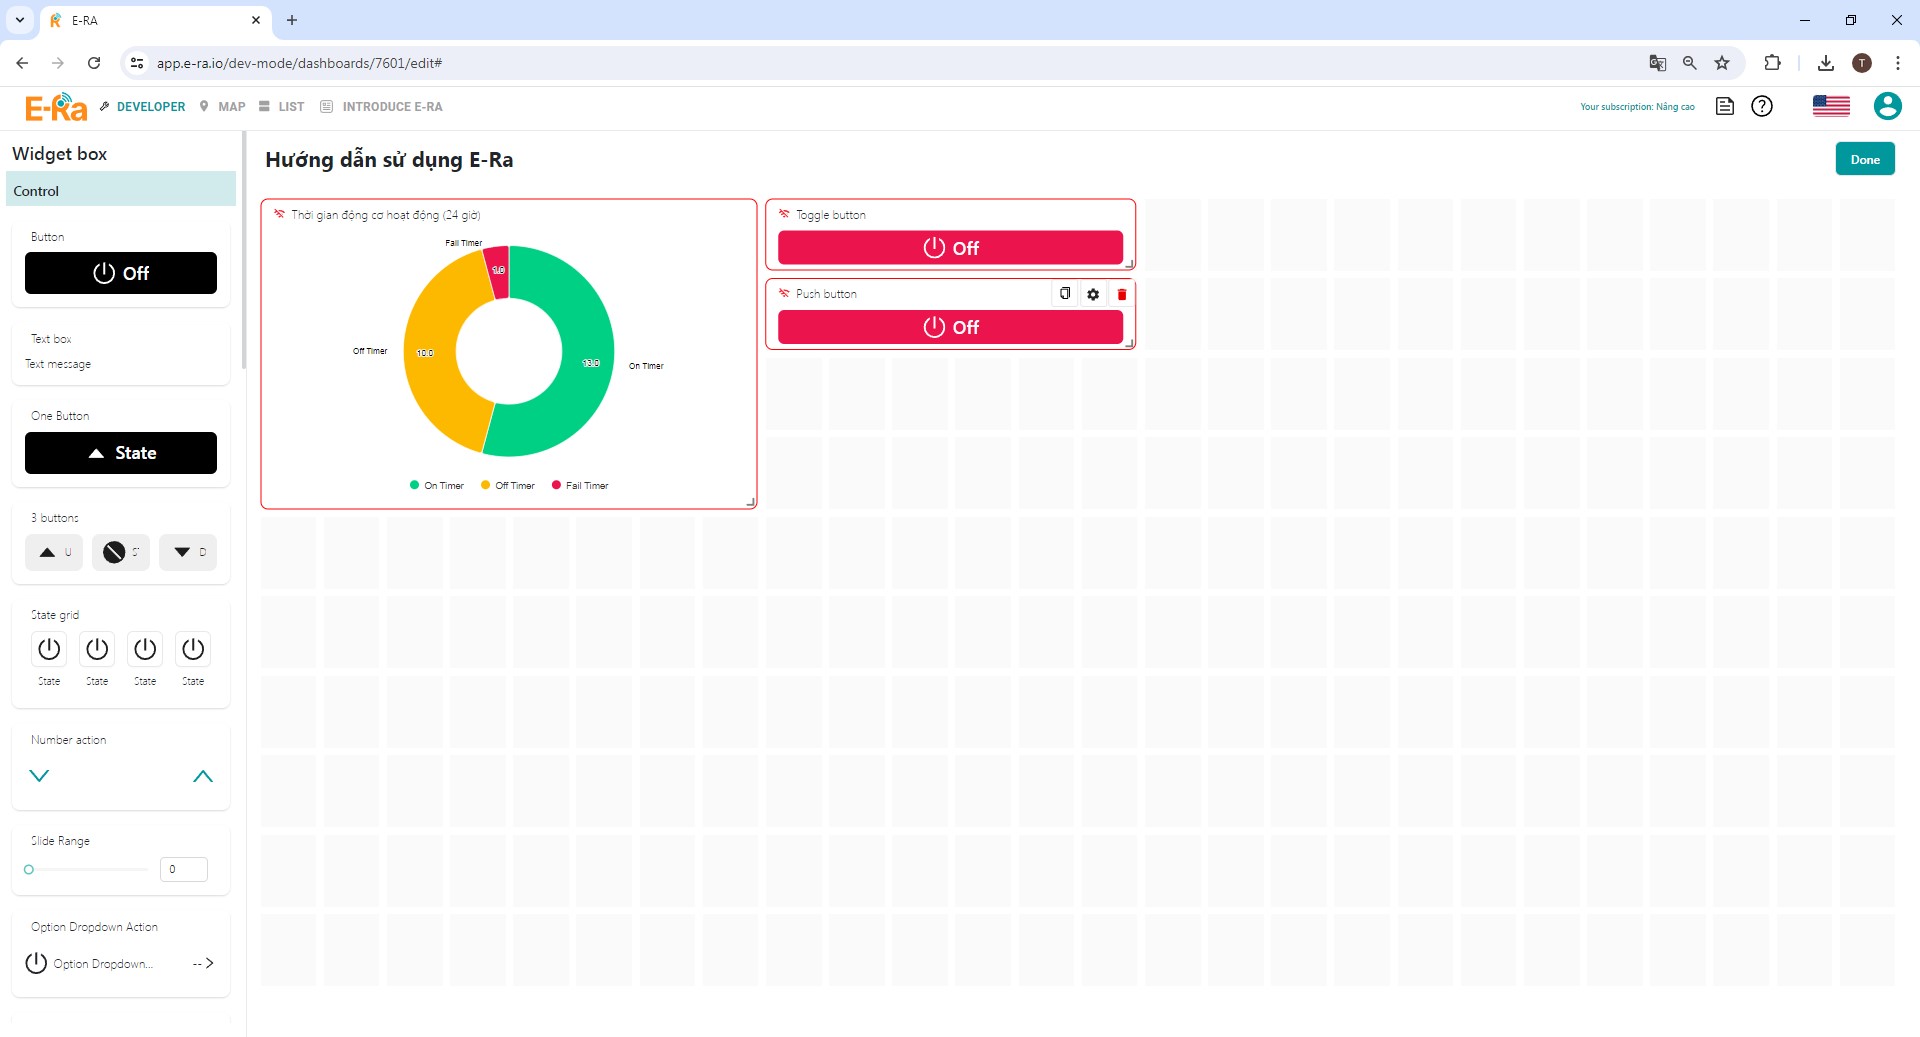 E-RA
app.e-ra.io/dev-mode/dashboards/7601/edit#
T
E-Ra
DEVELOPER
MAP
LIST
INTRODUCE E-RA
Your subscription: Nâng cao
Widget box
Hướng dẫn sử dụng E-Ra
Done
Control
Button
Off
Text box
Text message
One Button
State
3 buttons
U
S
D
State grid
State
State
State
State
Number action
Slide Range
0
Option Dropdown Action
Option Dropdown...
-- >
Thời gian động cơ hoạt động (24 giờ)
Fail Timer
1.0
Off Timer
10.0
13.0
On Timer
On Timer
Off Timer
Fail Timer
Toggle button
Off
Push button
Off